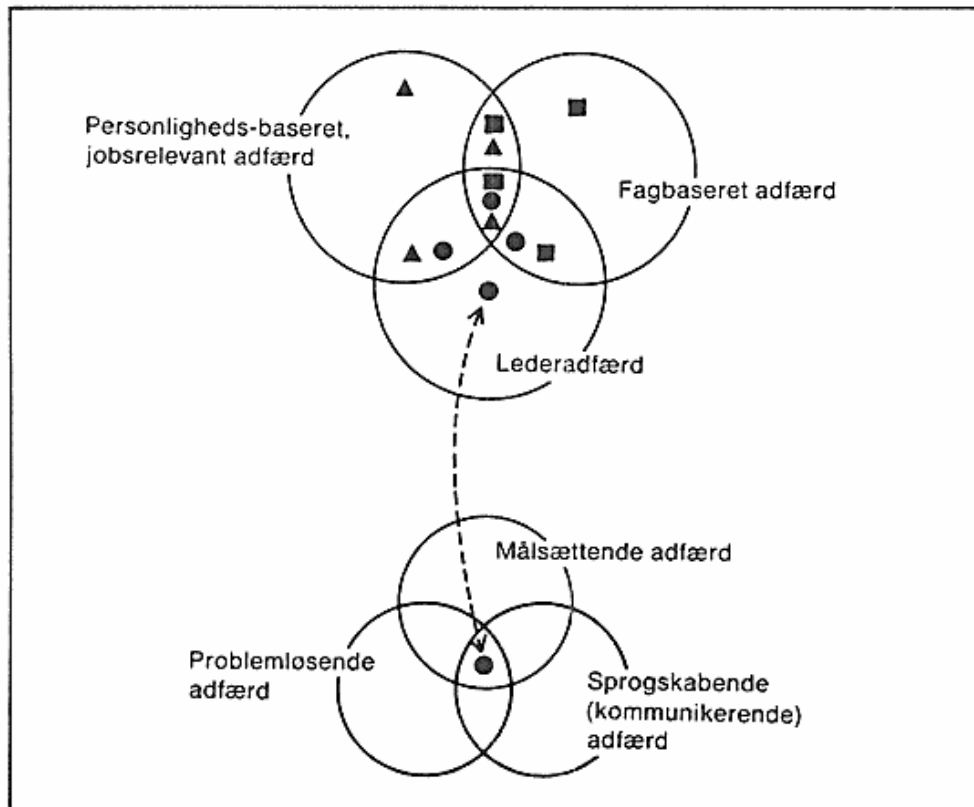 Personligheds-baseret,
jobsrelevant adfærd
Fagbaseret adfærd
Lederadfærd
Målsættende adfærd
Problemløsende
adfærd
Sprogskabende
(kommunikerende)
adfærd